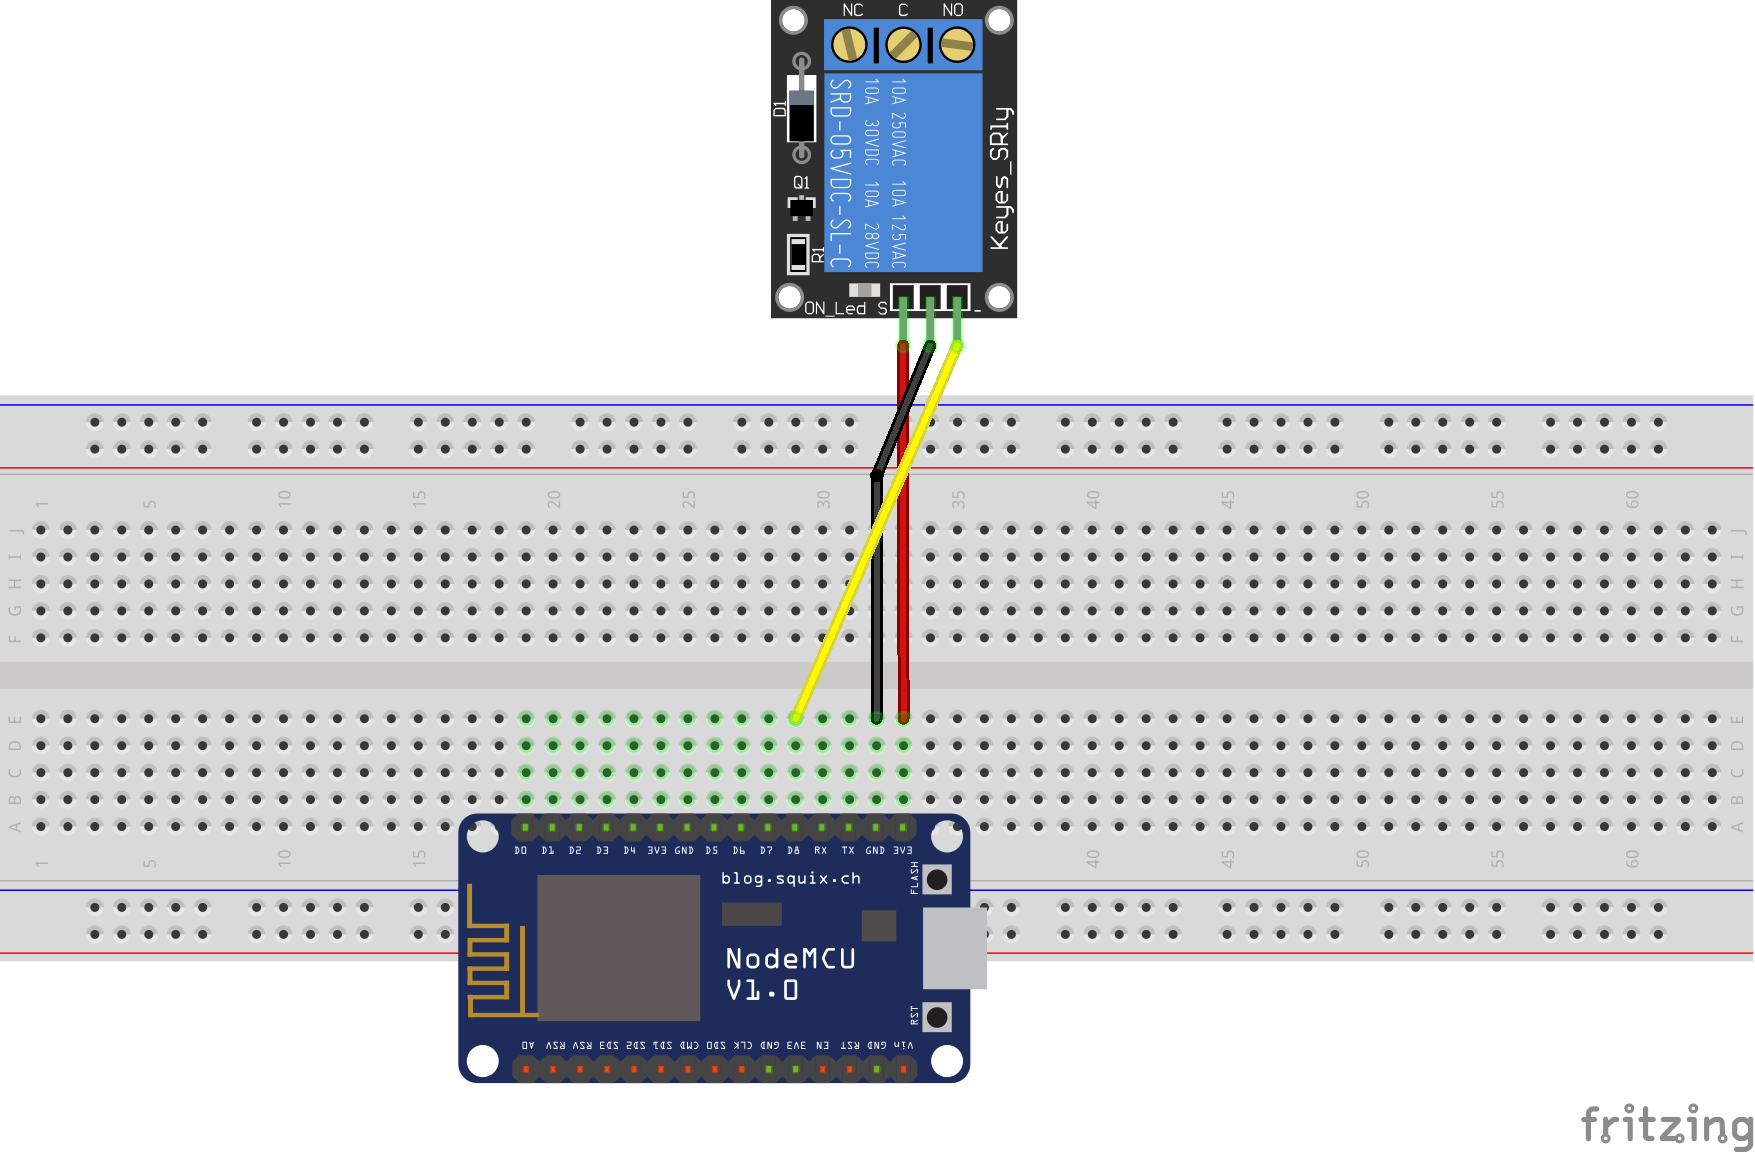 NC C NO
D1
SRD-05VDC-SL-C
10A 30VDC 10A 28VDC
10A 250VAC 10A 125VAC
Keyes_SRly
Q1
R1
ON_Led S -
1 5 10 15 20 25 30 35 40 45 50 55 60
J J
I I
H H
G G
F F
E E
D D
C C
B B
A A
1 5 10 15 40 45 50 55 60
D0 D1 D2 D3 D4 3V3 GND D5 D6 D7 D8 RX TX GND 3V3
FLASH
blog.squix.ch
NodeMCU
V1.0
RST
A0 RSV RSV SD3 SD2 SD1 CMD SD0 CLK GND 3V3 EN RST GND Vin
fritzing